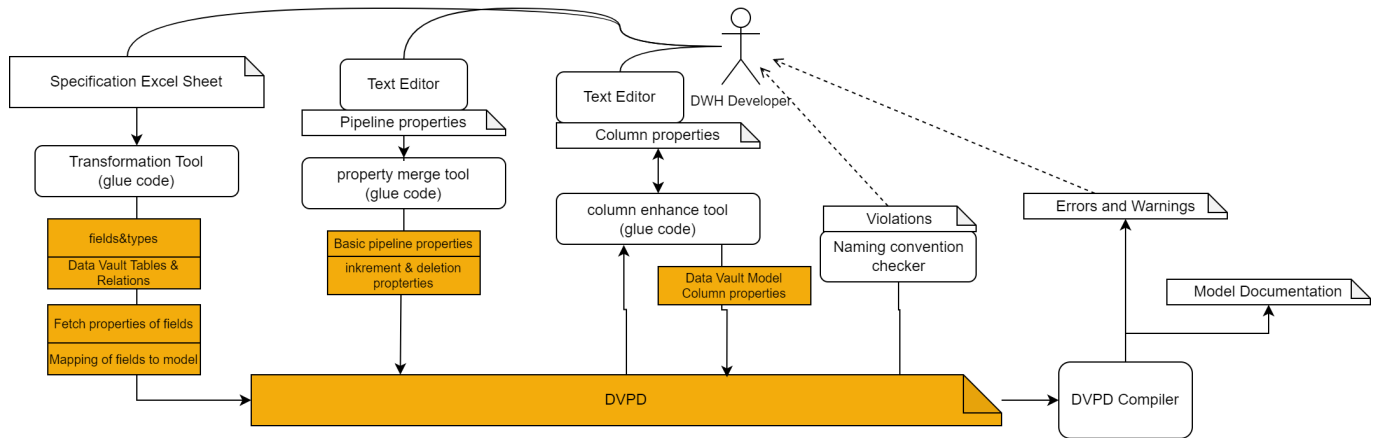 Specification Excel Sheet
Text Editor
Text Editor
DWH Developer
Pipeline properties
Column properties
Transformation Tool
(glue code)
property merge tool
(glue code)
column enhance tool
(glue code)
Violations
Naming convention
checker
Errors and Warnings
fields&types
Data Vault Tables &
Relations
Basic pipeline properties
inkrement & deletion
propterties
Data Vault Model
Column properties
Model Documentation
Fetch properties of fields
Mapping of fields to model
DVPD
DVPD Compiler